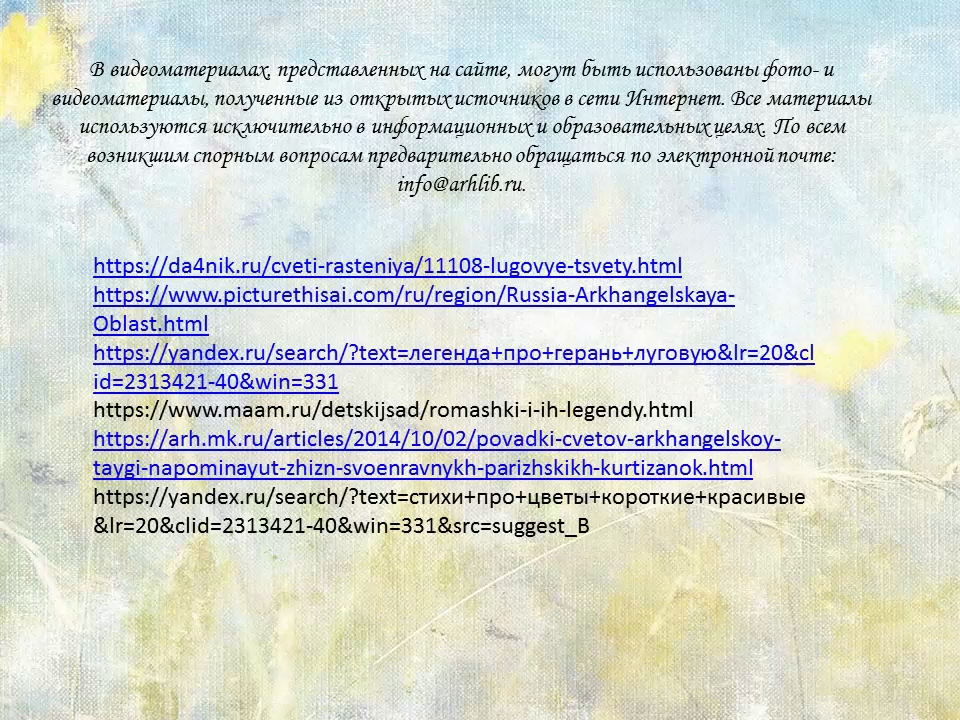 В видеоматериалах, представленных на сайте, могут быть использованы фото- и
видеоматериалы, полученные из открытых источников в сети Интернет. Все материалы
используются исключительно в информационных и образовательных целях. По всем
возникшим спорным вопросам предварительно обращаться по электронной почте:
info@arhlib.ru.
https://da4nik.ru/cveti-rasteniya/11108-lugovye-tsvety.html
https://www.picturethisai.com/ru/region/Russia-Arkhangelskaya-
Oblast.html
https://yandex.ru/search/?text=легенда+про+герань+луговую&lr=20&cl
id=2313421-40&win=331
https://www.maam.ru/detskijsad/romashki-i-ih-legendy.html
https://arh.mk.ru/articles/2014/10/02/povadki-cvetov-arkhangelskoy-
taygi-napominayut-zhizn-svoenravnykh-parizhskikh-kurtizanok.html
https://yandex.ru/search/?text=стихи+про+цветы+короткие+красивые
&lr=20&clid=2313421-40&win=331&src=suggest_B